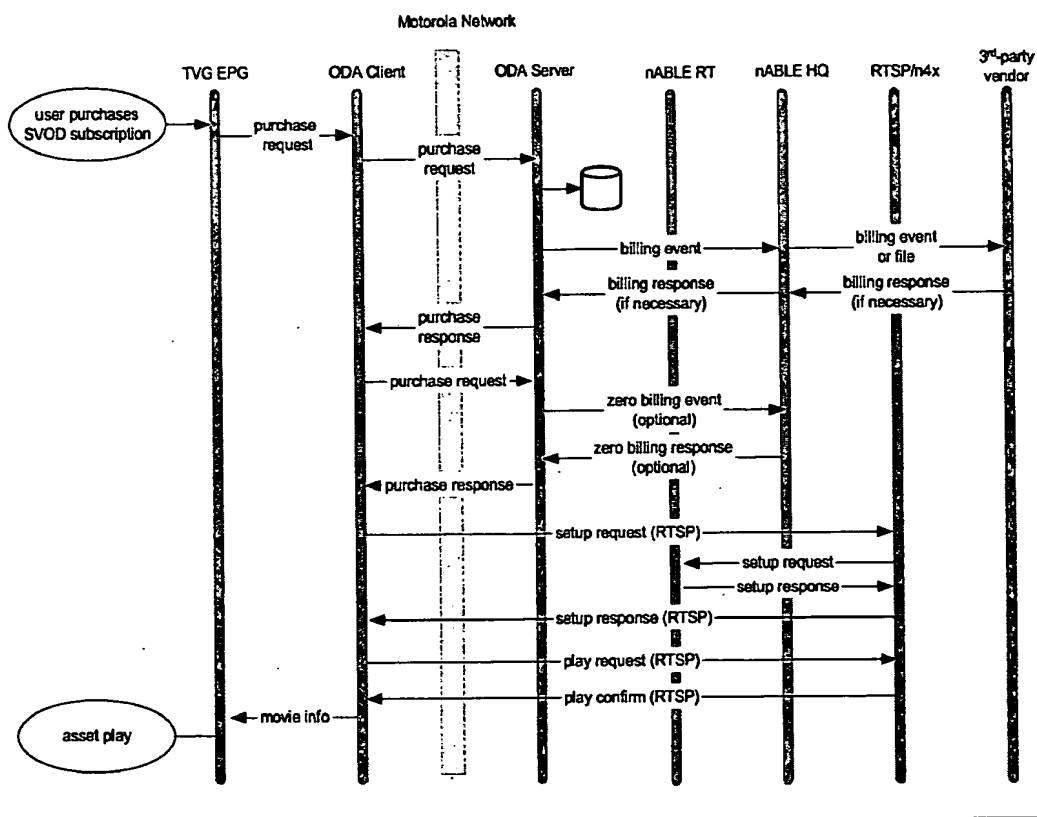 Motorola Network
TVG EPG
ODA Client
ODA Server
nABLE RT
nABLE HQ
RTSP/n4x
3rd-party
vendor
user purchases
SVOD subscription
purchase
request
purchase
request
billing event
billing event
or file
billing response
(if necessary)
billing response
(if necessary)
purchase
response
purchase request
zero billing event
(optional)
zero billing response
(optional)
purchase response
setup request (RTSP)
setup request
setup response
setup response (RTSP)
play request (RTSP)
play confirm (RTSP)
movie info
asset play